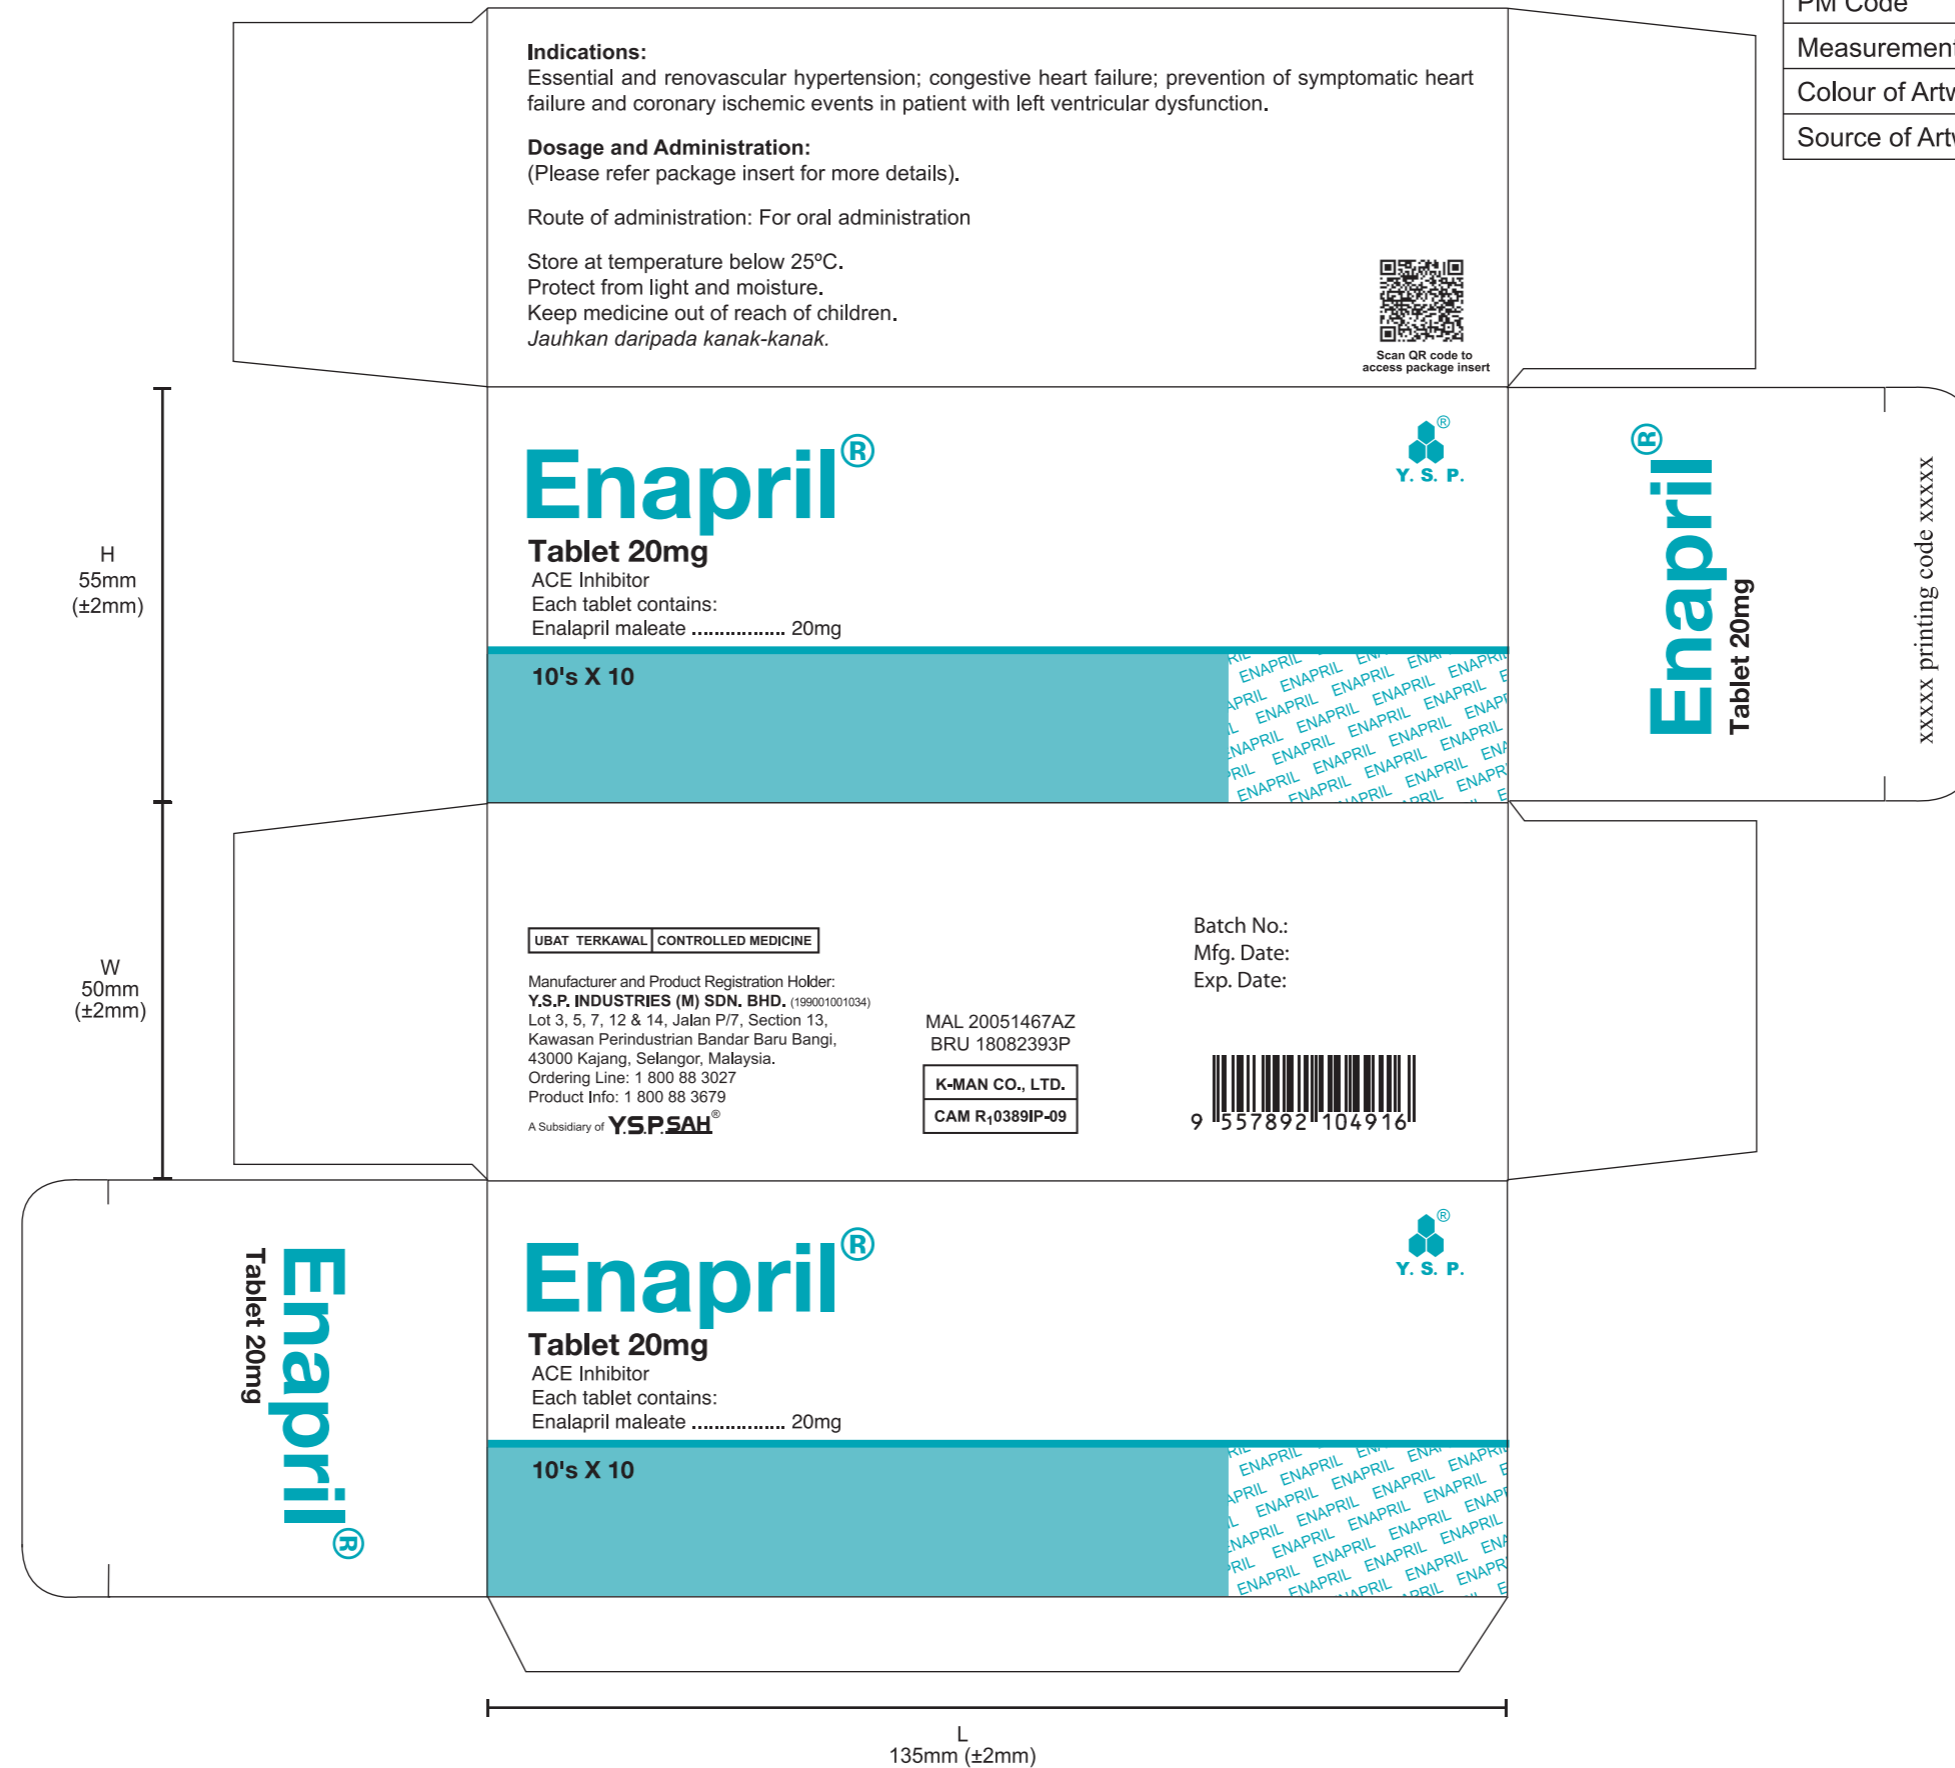 PM Code
Measurement
Colour of Artw
Source of Artw
Indications:
Essential and renovascular hypertension; congestive heart failure; prevention of symptomatic heart
failure and coronary ischemic events in patient with left ventricular dysfunction.
Dosage and Administration:
(Please refer package insert for more details).
Route of administration: For oral administration
Store at temperature below 25ºC.
Protect from light and moisture.
Keep medicine out of reach of children.
Jauhkan daripada kanak-kanak.
Scan QR code to
access package insert
H
55mm
(±2mm)
Enapril®
Tablet 20mg
ACE Inhibitor
Each tablet contains:
Enalapril maleate ................. 20mg
10's X 10
®
Y. S. P.
ENAPRIL ENAPRIL ENAPRIL ENAPRIL
Enapril®
Tablet 20mg
xxxxx printing code xxxxx
W
50mm
(±2mm)
UBAT TERKAWAL CONTROLLED MEDICINE
Manufacturer and Product Registration Holder:
Y.S.P. INDUSTRIES (M) SDN. BHD. (199001001034)
Lot 3, 5, 7, 12 & 14, Jalan P/7, Section 13,
Kawasan Perindustrian Bandar Baru Bangi,
43000 Kajang, Selangor, Malaysia.
Ordering Line: 1 800 88 3027
Product Info: 1 800 88 3679
A Subsidiary of Y.S.P.SAH®
MAL 20051467AZ
BRU 18082393P
K-MAN CO., LTD.
CAM R₁0389IP-09
Batch No.:
Mfg. Date:
Exp. Date:
9 557892 104916
Enapril®
Tablet 20mg
Enapril®
Tablet 20mg
ACE Inhibitor
Each tablet contains:
Enalapril maleate ................. 20mg
10's X 10
®
Y. S. P.
ENAPRIL ENAPRIL ENAPRIL ENAPRIL
L
135mm (±2mm)